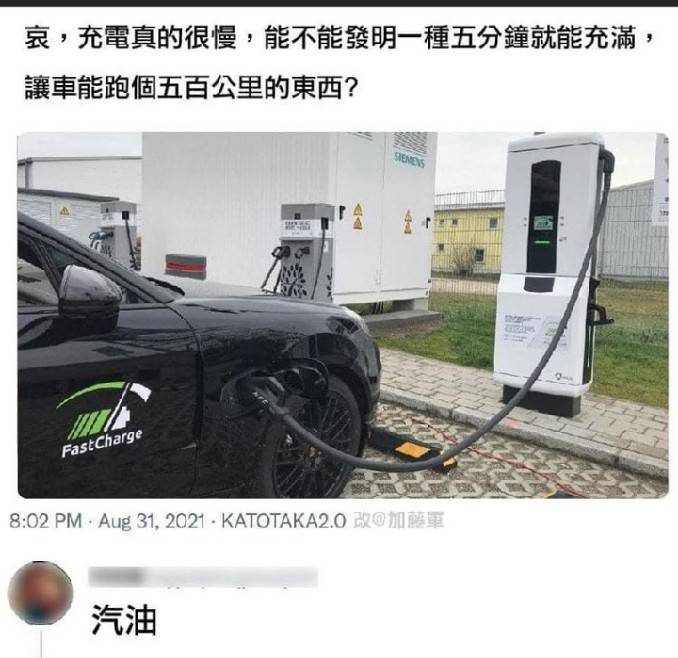 哀，充電真的很慢，能不能發明一種五分鐘就能充滿，
讓車能跑個五百公里的東西?
SIEMENS
FastCharge
8:02 PM · Aug 31, 2021 · KATOTAKA2.0 改@加藤軍
汽油